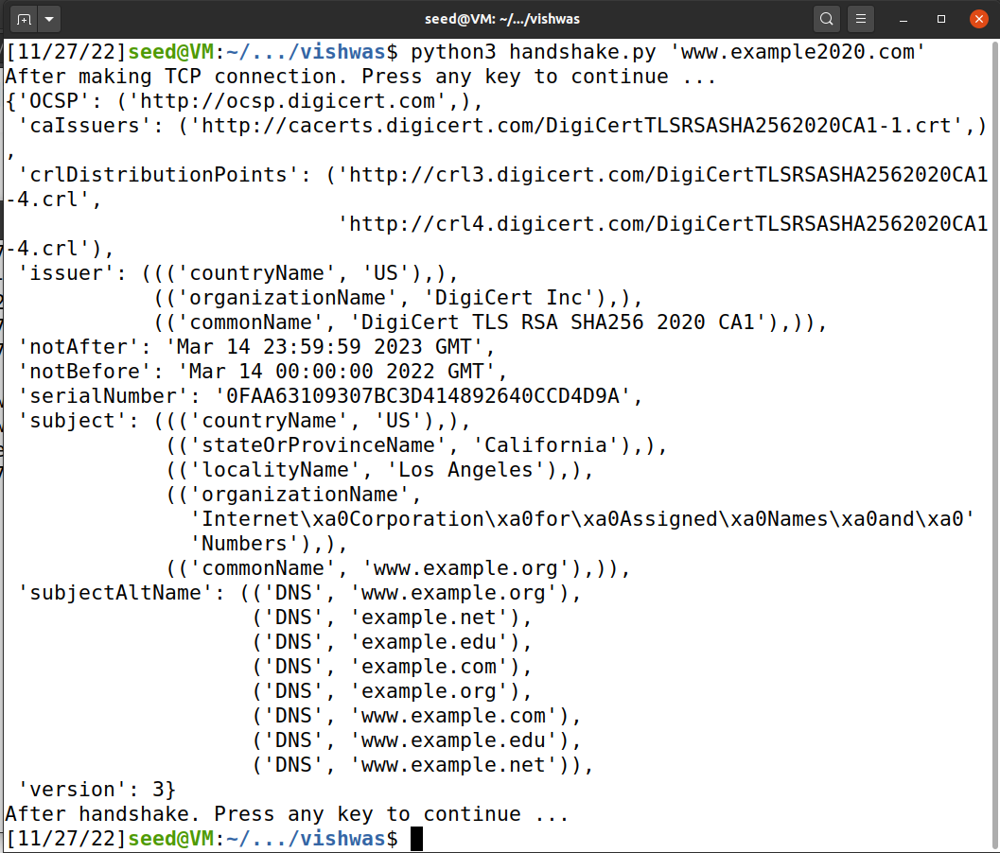 seed@VM: ~/.../vishwas
[11/27/22]seed@VM:~/.../vishwas$ python3 handshake.py 'www.example2020.com'
After making TCP connection. Press any key to continue ...
{'OCSP': ('http://ocsp.digicert.com',),
 'caIssuers': ('http://cacerts.digicert.com/DigiCertTLSRSASHA2562020CA1-1.crt',)
,
 'crlDistributionPoints': ('http://crl3.digicert.com/DigiCertTLSRSASHA2562020CA1
-4.crl',
                           'http://crl4.digicert.com/DigiCertTLSRSASHA2562020CA1
-4.crl'),
 'issuer': ((('countryName', 'US'),),
            (('organizationName', 'DigiCert Inc'),),
            (('commonName', 'DigiCert TLS RSA SHA256 2020 CA1'),)),
 'notAfter': 'Mar 14 23:59:59 2023 GMT',
 'notBefore': 'Mar 14 00:00:00 2022 GMT',
 'serialNumber': '0FAA63109307BC3D414892640CCD4D9A',
 'subject': ((('countryName', 'US'),),
             (('stateOrProvinceName', 'California'),),
             (('localityName', 'Los Angeles'),),
             (('organizationName',
               'Internet\xa0Corporation\xa0for\xa0Assigned\xa0Names\xa0and\xa0'
               'Numbers'),),
             (('commonName', 'www.example.org'),)),
 'subjectAltName': (('DNS', 'www.example.org'),
                    ('DNS', 'example.net'),
                    ('DNS', 'example.edu'),
                    ('DNS', 'example.com'),
                    ('DNS', 'example.org'),
                    ('DNS', 'www.example.com'),
                    ('DNS', 'www.example.edu'),
                    ('DNS', 'www.example.net')),
 'version': 3}
After handshake. Press any key to continue ...
[11/27/22]seed@VM:~/.../vishwas$